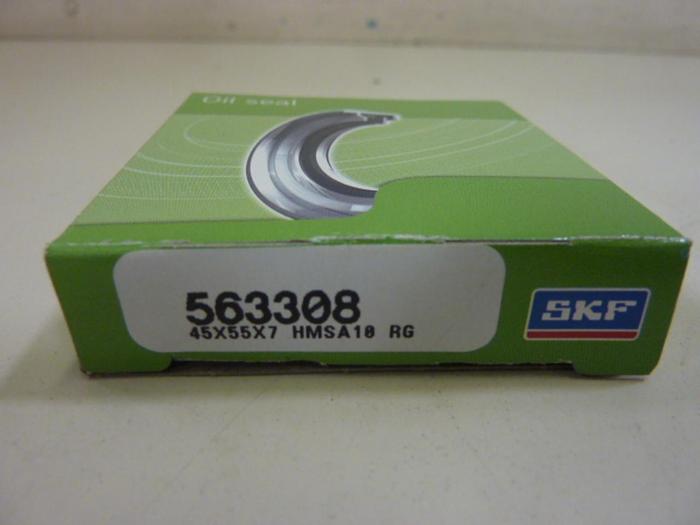 Oil seal
563308
45X55X7 HMSA10 RG
SKF